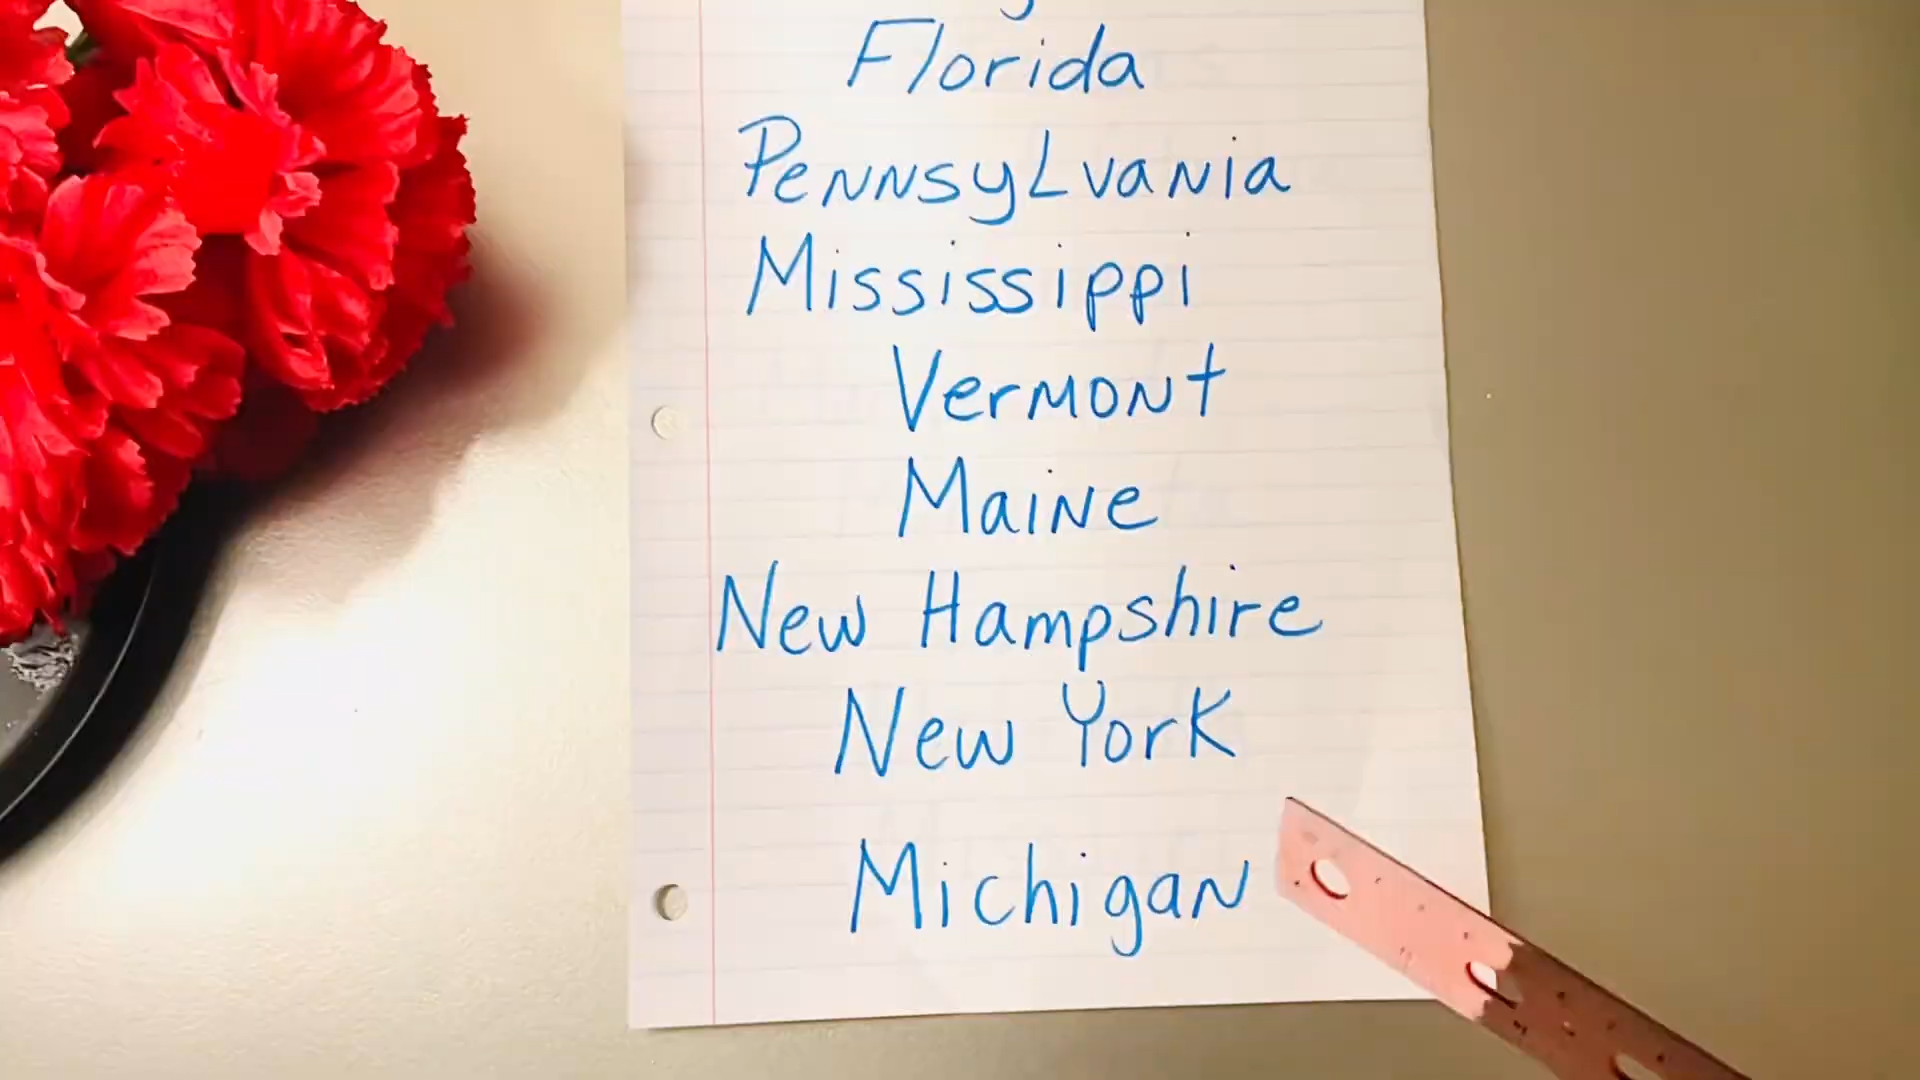 Florida
Pennsylvania
Mississippi
Vermont
Maine
New Hampshire
New York
Michigan